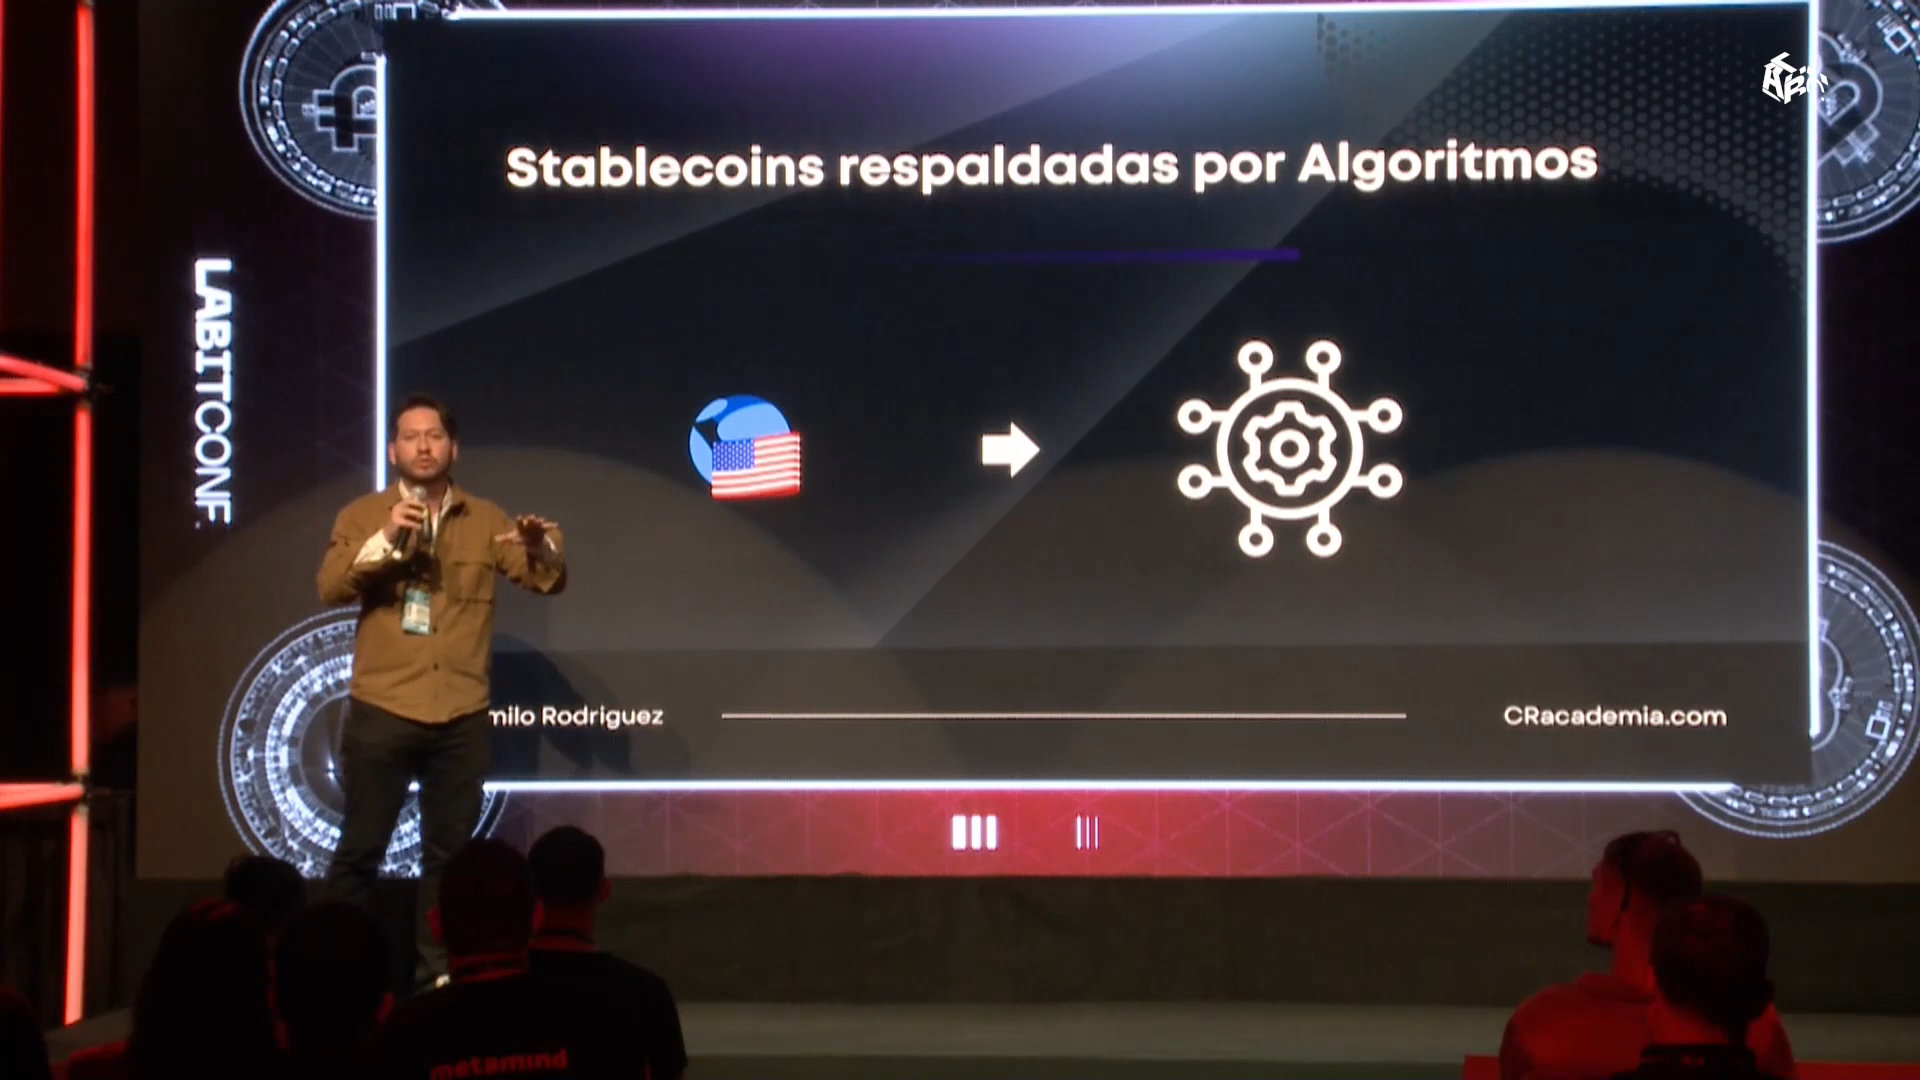 Stablecoins respaldadas por Algoritmos
LABITCONF.
milo Rodriguez
CRacademia.com
metamind